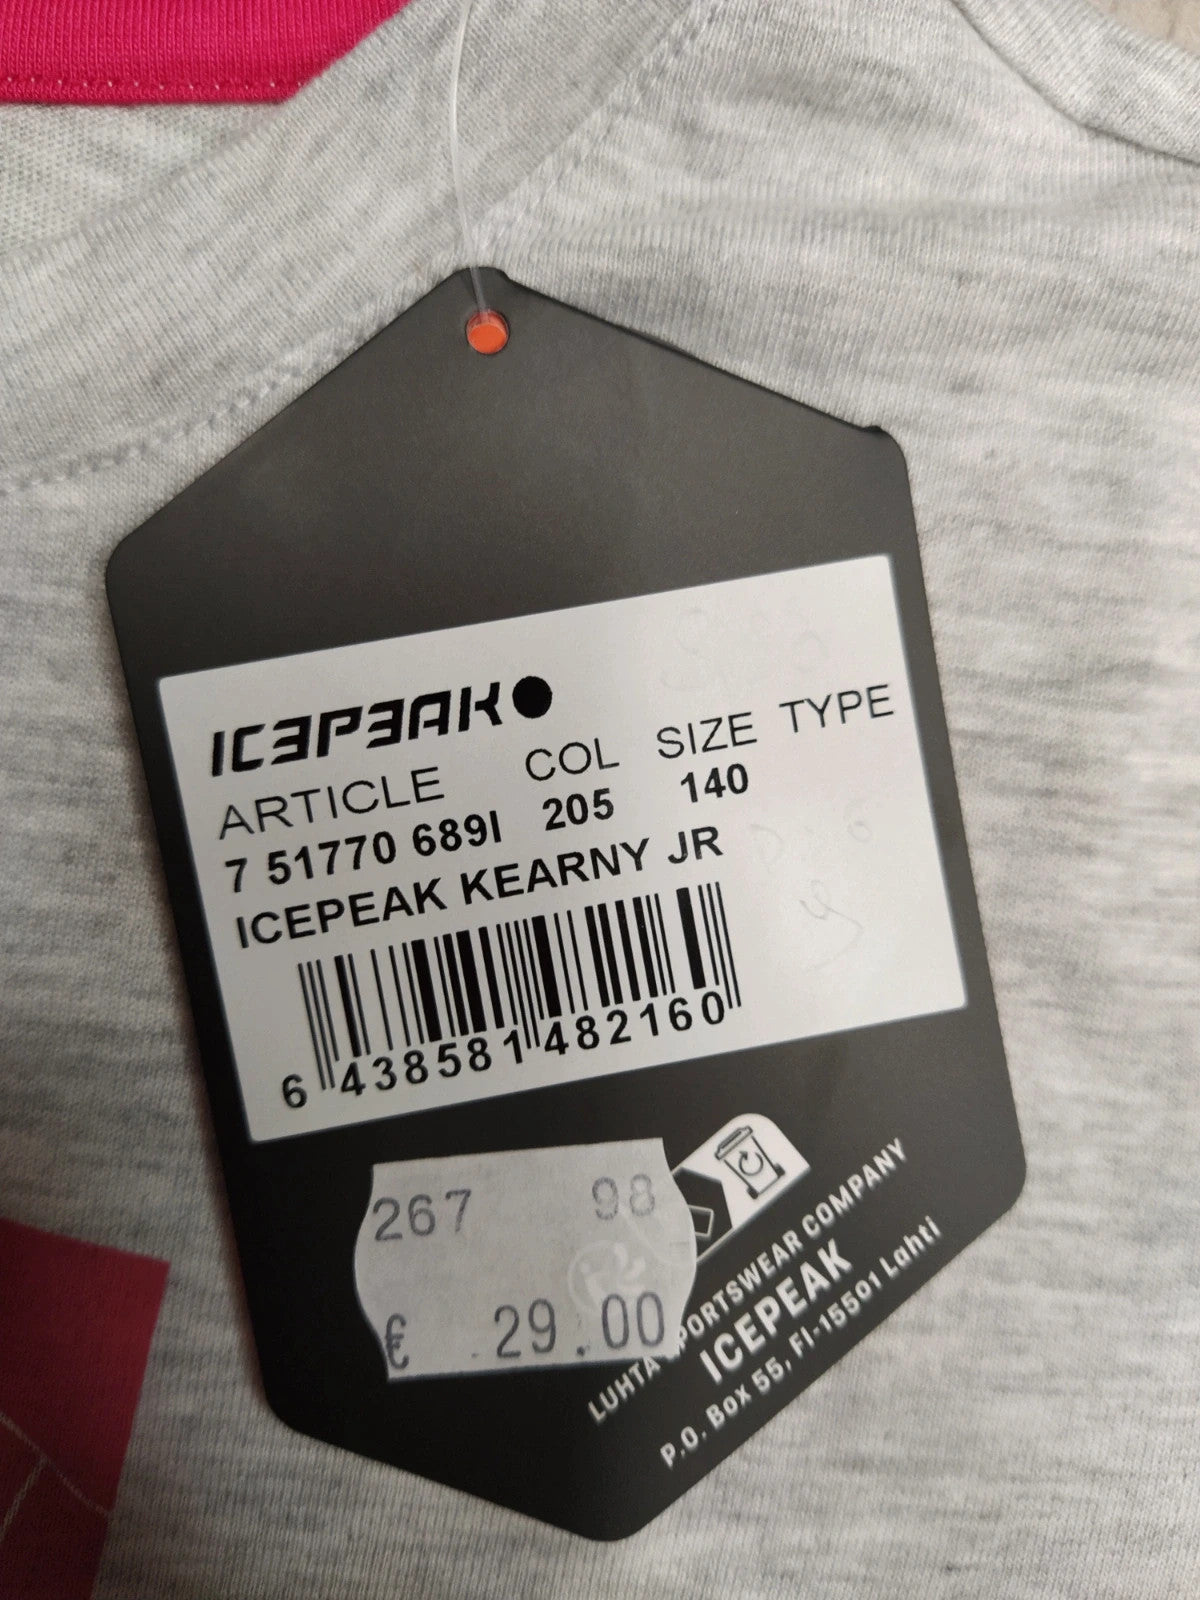 ICEPEAK
ARTICLE COL SIZE TYPE
7 51770 689I 205 140
ICEPEAK KEARNY JR
6 438581 482160
267 98
€ 29.00
LUHTA SPORTSWEAR COMPANY
ICEPEAK
P.O. Box 55, FI-15501 Lahti